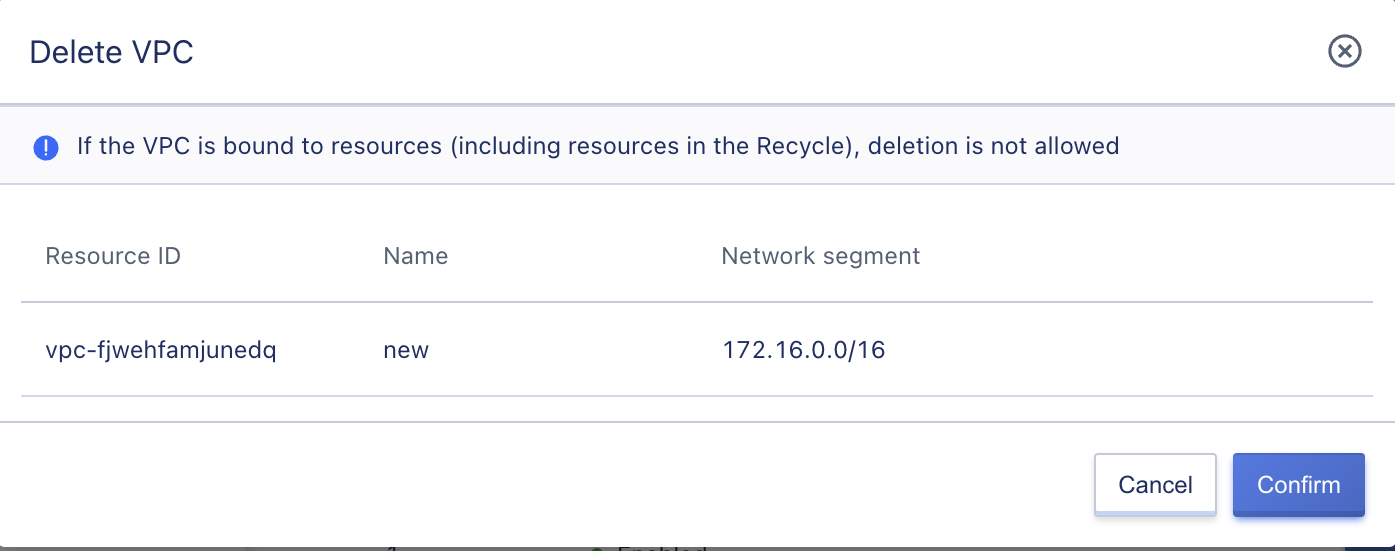 Delete VPC
If the VPC is bound to resources (including resources in the Recycle), deletion is not allowed
Resource ID Name Network segment
vpc-fjwehfamjunedq new 172.16.0.0/16
Cancel Confirm